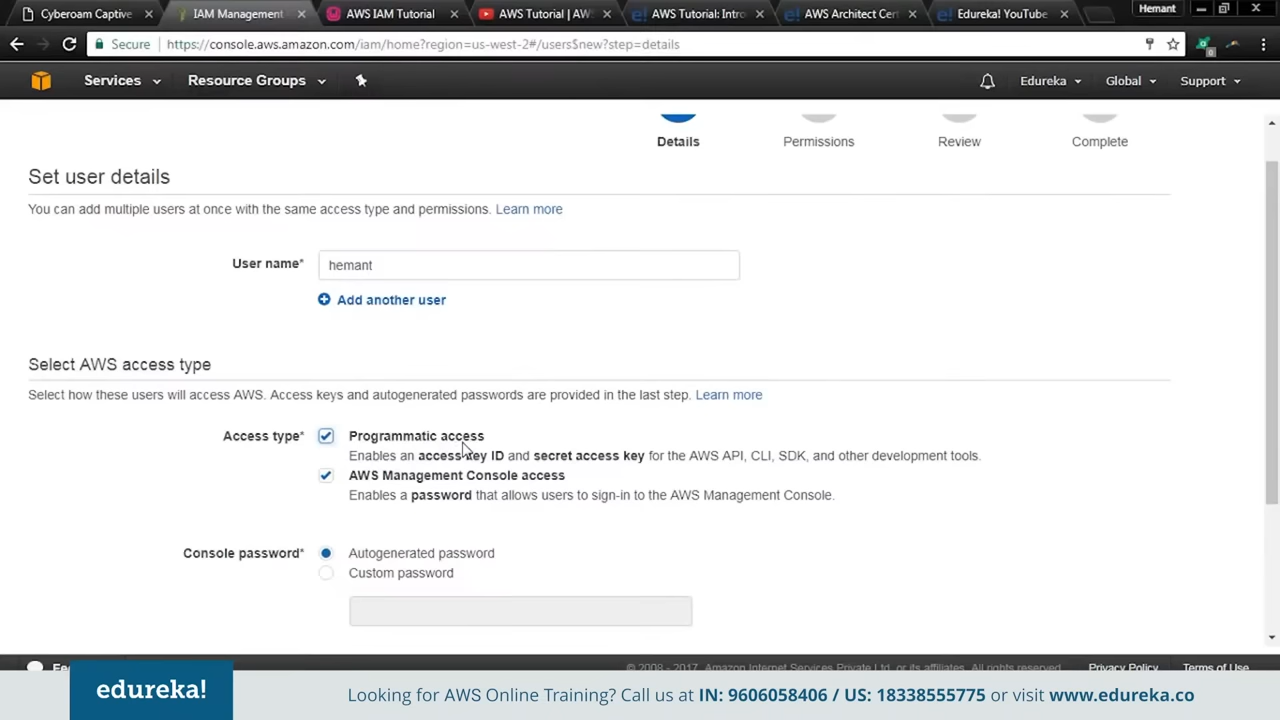 Cyberoam Captive
IAM Management
AWS IAM Tutorial
AWS Tutorial | AW
AWS Tutorial: Intro
AWS Architect Cert
Edureka! YouTube
Hemant
Secure
https://console.aws.amazon.com/iam/home?region=us-west-2#/users$new?step=details
0
Services
Resource Groups
Edureka
Global
Support
Details
Permissions
Review
Complete
Set user details
You can add multiple users at once with the same access type and permissions. Learn more
User name*
hemant
Add another user
Select AWS access type
Select how these users will access AWS. Access keys and autogenerated passwords are provided in the last step. Learn more
Access type*
Programmatic access
Enables an access key ID and secret access key for the AWS API, CLI, SDK, and other development tools.
AWS Management Console access
Enables a password that allows users to sign-in to the AWS Management Console.
Console password*
Autogenerated password
Custom password
© 2008 - 2017, Amazon Internet Services Private Ltd. or its affiliates. All rights reserved.
Privacy Policy
Terms of Use
edureka!
Looking for AWS Online Training? Call us at IN: 9606058406 / US: 18338555775 or visit www.edureka.co